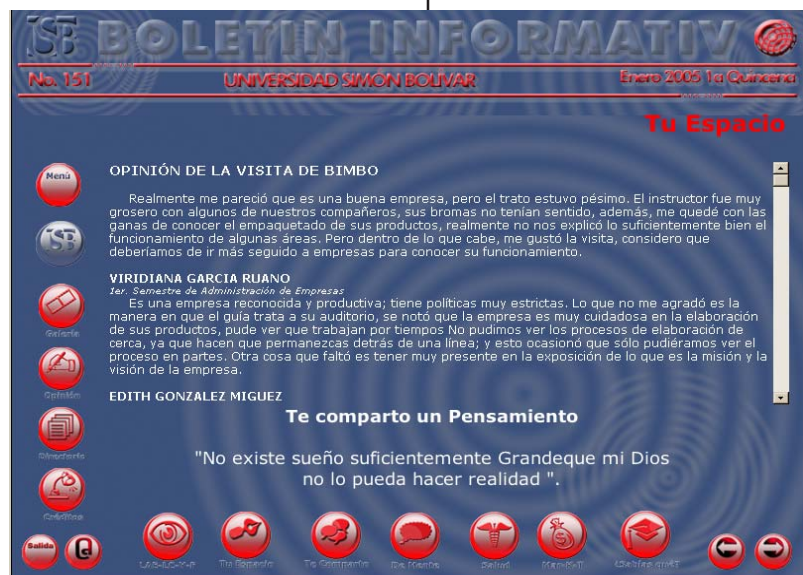 USB BOLETIN INFORMATIV
No. 151 UNIVERSIDAD SIMÓN BOLIVAR Enero 2005 1a Quincena
Tu Espacio
Menú
OPINIÓN DE LA VISITA DE BIMBO
Realmente me pareció que es una buena empresa, pero el trato estuvo pésimo. El instructor fue muy
grosero con algunos de nuestros compañeros, sus bromas no tenían sentido, además, me quedé con las
ganas de conocer el empaquetado de sus productos, realmente no nos explicó lo suficientemente bien el
funcionamiento de algunas áreas. Pero dentro de lo que cabe, me gustó la visita, considero que
deberíamos de ir más seguido a empresas para conocer su funcionamiento.
VIRIDIANA GARCIA RUANO
1er. Semestre de Administración de Empresas
Es una empresa reconocida y productiva; tiene políticas muy estrictas. Lo que no me agradó es la
manera en que el guía trata a su auditorio, se notó que la empresa es muy cuidadosa en la elaboración
de sus productos, pude ver que trabajan por tiempos No pudimos ver los procesos de elaboración de
cerca, ya que hacen que permanezcas detrás de una línea; y esto ocasionó que sólo pudiéramos ver el
proceso en partes. Otra cosa que faltó es tener muy presente en la exposición de lo que es la misión y la
visión de la empresa.
EDITH GONZALEZ MIGUEZ
USB
Galería
Opinión
Directorio
Créditos
Te comparto un Pensamiento
"No existe sueño suficientemente Grandeque mi Dios
no lo pueda hacer realidad ".
Salida
Tu Espacio Te Comparto De Mente Salud ¿Sabías qué?